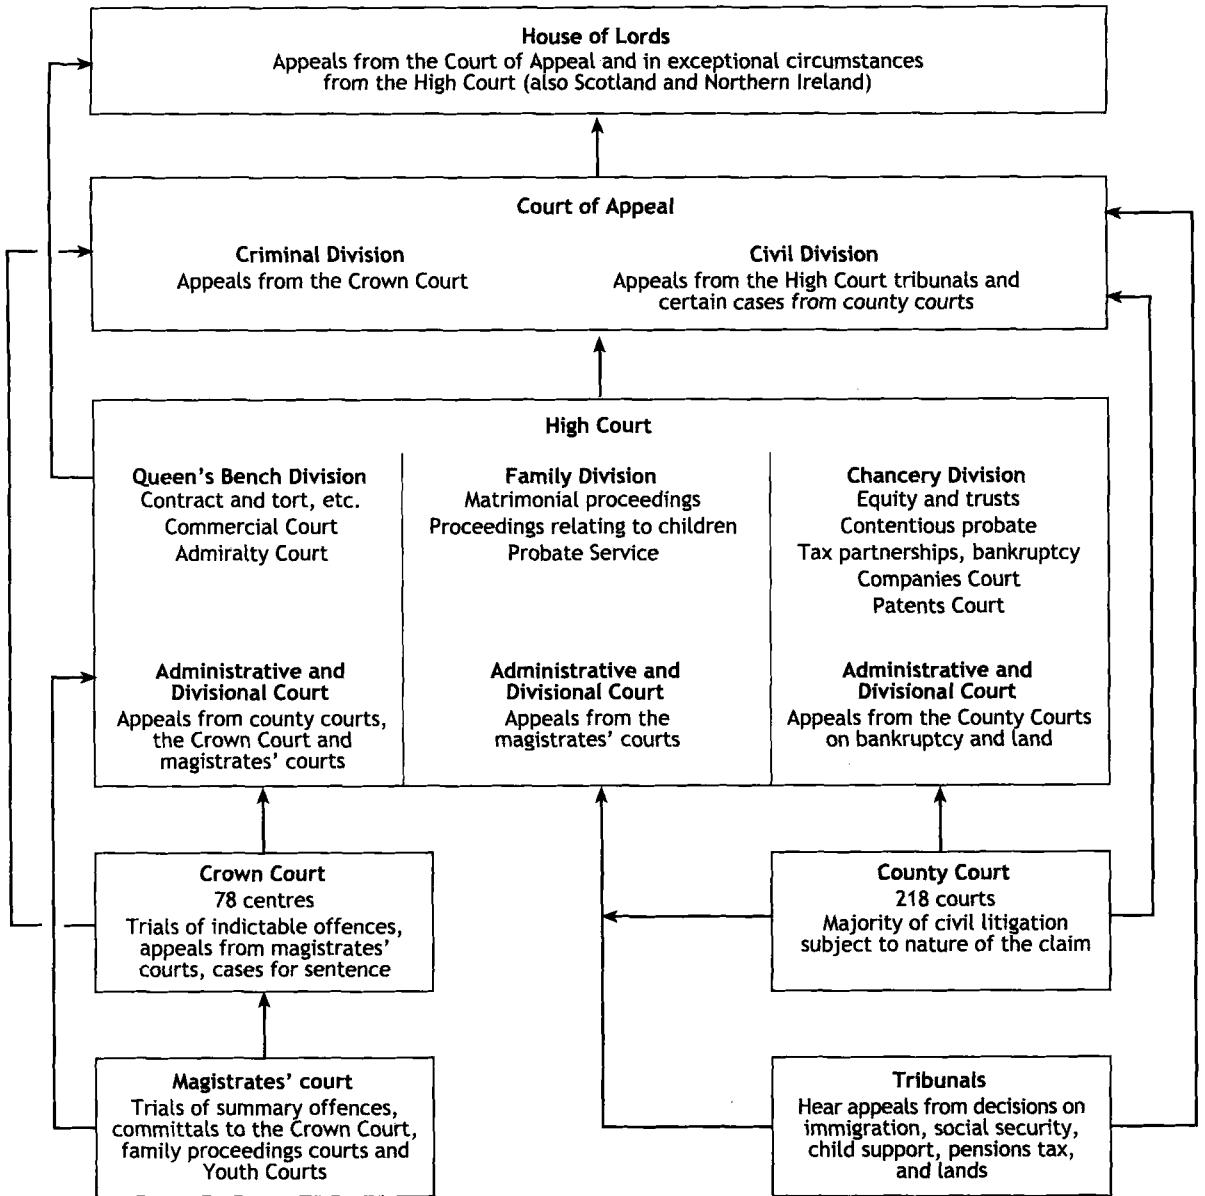 House of Lords
Appeals from the Court of Appeal and in exceptional circumstances
from the High Court (also Scotland and Northern Ireland)
Court of Appeal
Criminal Division
Appeals from the Crown Court
Civil Division
Appeals from the High Court tribunals and
certain cases from county courts
High Court
Queen's Bench Division
Contract and tort, etc.
Commercial Court
Admiralty Court
Family Division
Matrimonial proceedings
Proceedings relating to children
Probate Service
Chancery Division
Equity and trusts
Contentious probate
Tax partnerships, bankruptcy
Companies Court
Patents Court
Administrative and
Divisional Court
Appeals from county courts,
the Crown Court and
magistrates' courts
Administrative and
Divisional Court
Appeals from the
magistrates' courts
Administrative and
Divisional Court
Appeals from the County Courts
on bankruptcy and land
Crown Court
78 centres
Trials of indictable offences,
appeals from magistrates'
courts, cases for sentence
County Court
218 courts
Majority of civil litigation
subject to nature of the claim
Magistrates' court
Trials of summary offences,
committals to the Crown Court,
family proceedings courts and
Youth Courts
Tribunals
Hear appeals from decisions on
immigration, social security,
child support, pensions tax,
and lands